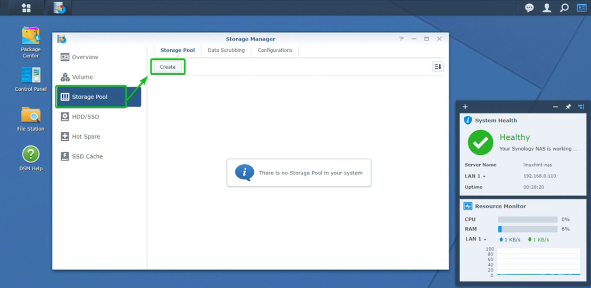 Storage Manager
Package Center
Control Panel
File Station
DSM Help
Overview
Volume
Storage Pool
HDD/SSD
Hot Spare
SSD Cache
Storage Pool
Data Scrubbing
Configurations
Create
There is no Storage Pool in your system
System Health
Healthy
Your Synology NAS is working ...
Server Name
linuxhint-nas
LAN 1
192.168.0.110
Uptime
00:28:20
Resource Monitor
CPU
0%
RAM
6%
LAN 1
1 KB/s
1 KB/s
100
80
60
40
20
0